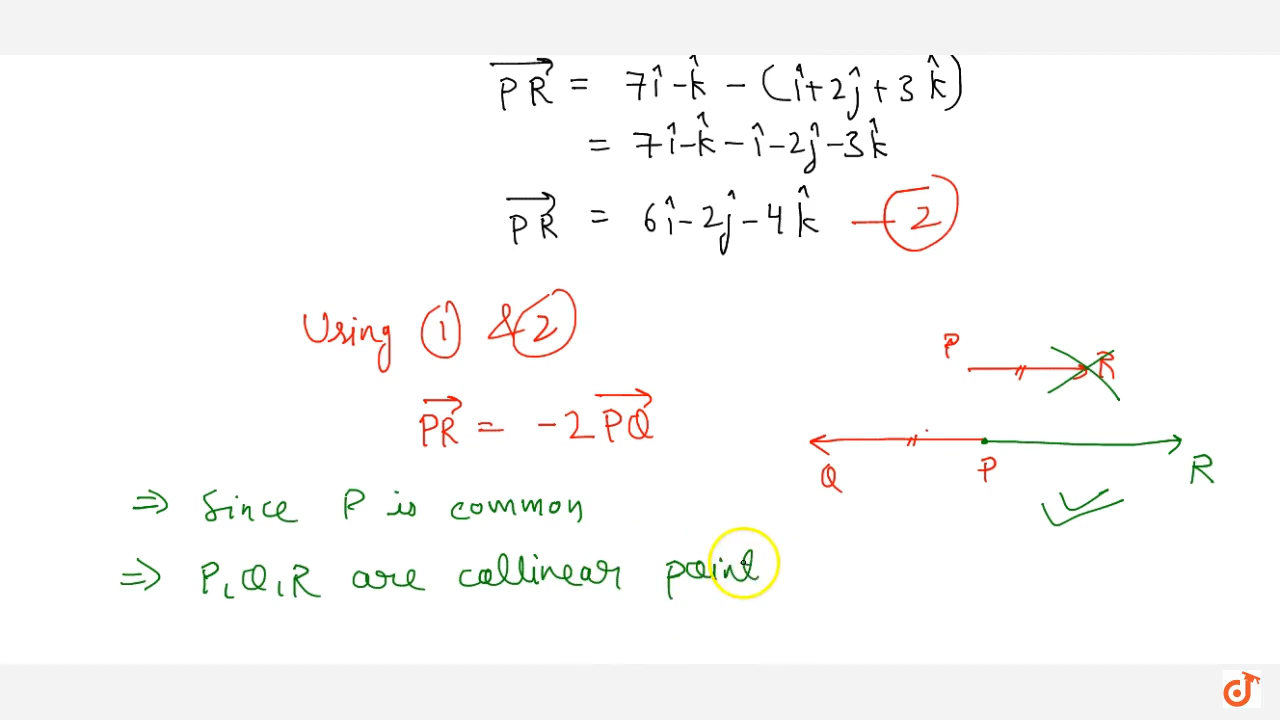 PR⃗ = 7î-k̂ - (î+2ĵ+3k̂)
= 7î-k̂-î-2ĵ-3k̂
PR⃗ = 6î-2ĵ-4k̂ — 2
Using 1 & 2
P R
PR⃗ = -2PQ⃗
Q P R
⇒ Since P is common
⇒ P,Q,R are collinear point